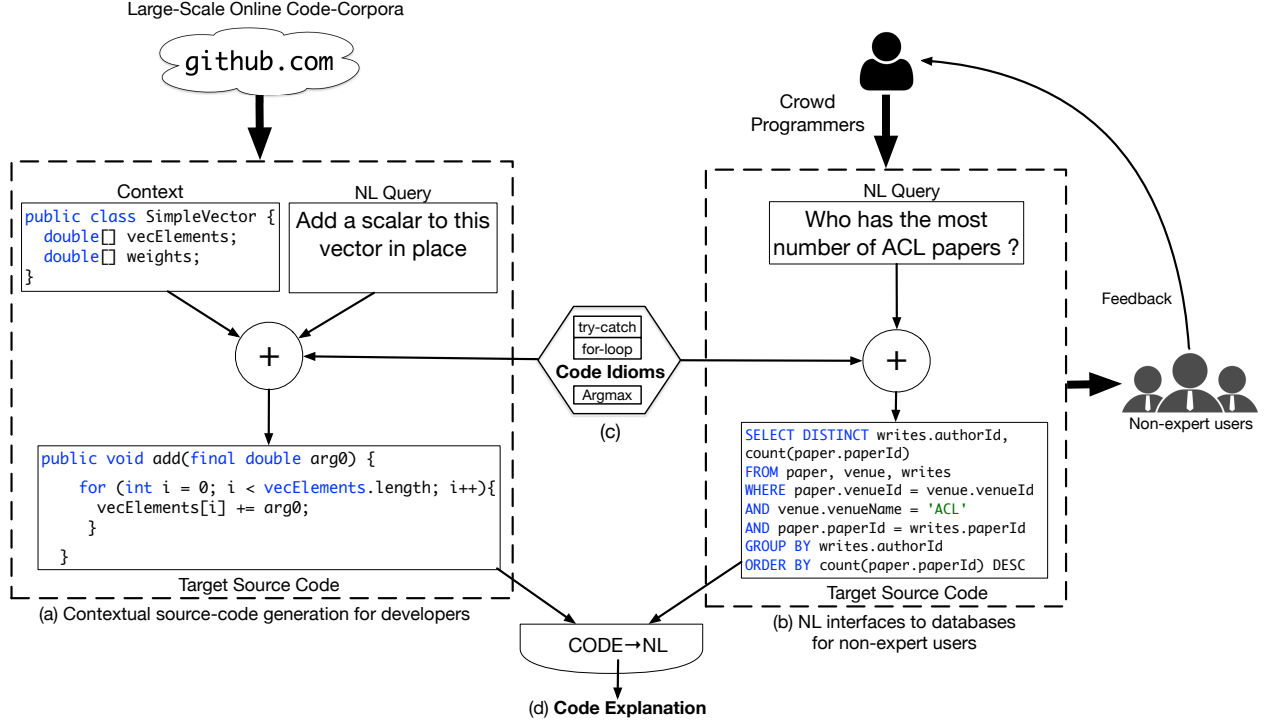 Large-Scale Online Code-Corpora
github.com
Context
public class SimpleVector {
double[] vecElements;
double[] weights;
}
NL Query
Add a scalar to this
vector in place
+
public void add(final double arg0) {
for (int i = 0; i < vecElements.length; i++){
vecElements[i] += arg0;
}
}
Target Source Code
(a) Contextual source-code generation for developers
try-catch
for-loop
Code Idioms
Argmax
(c)
Crowd
Programmers
NL Query
Who has the most
number of ACL papers ?
+
SELECT DISTINCT writes.authorId,
count(paper.paperId)
FROM paper, venue, writes
WHERE paper.venueId = venue.venueId
AND venue.venueName = 'ACL'
AND paper.paperId = writes.paperId
GROUP BY writes.authorId
ORDER BY count(paper.paperId) DESC
Target Source Code
(b) NL interfaces to databases
for non-expert users
Feedback
Non-expert users
CODE→NL
(d) Code Explanation